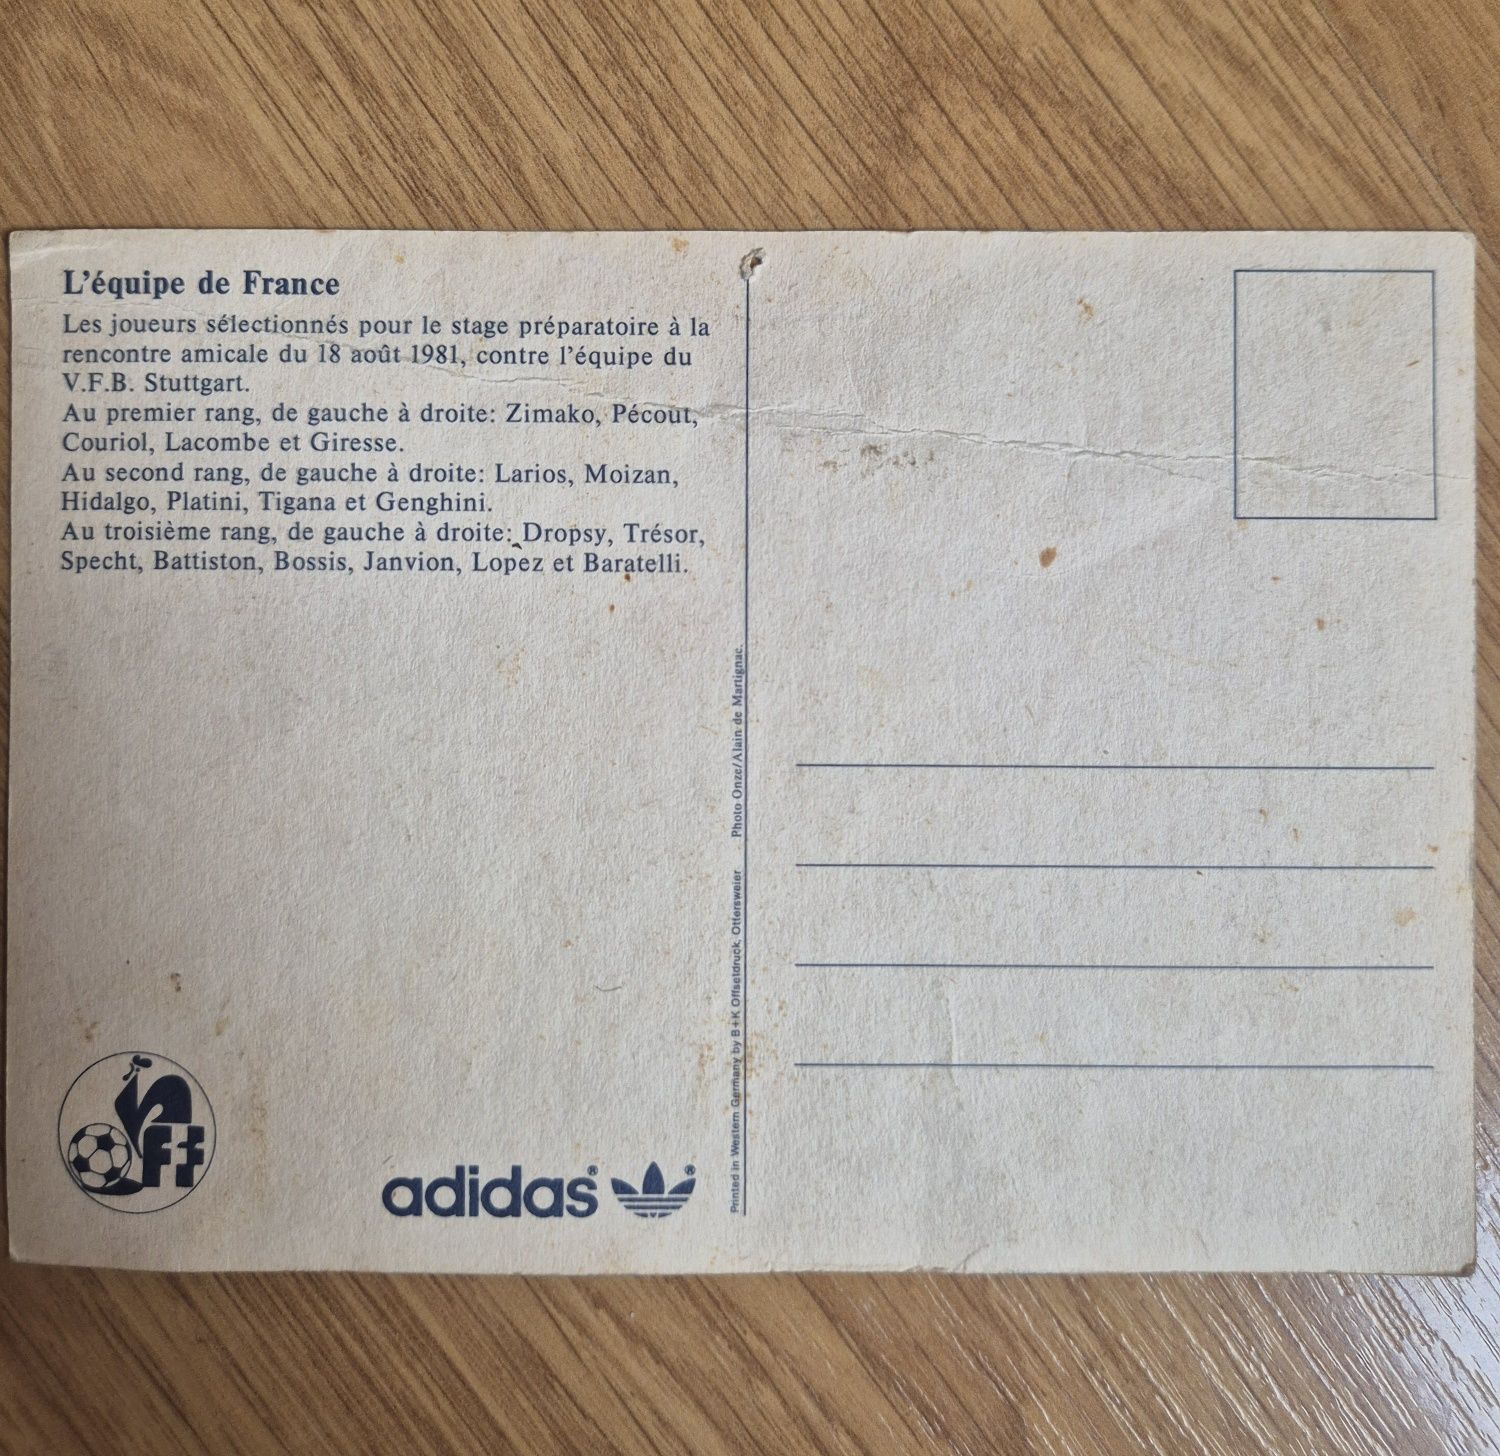 L'équipe de France
Les joueurs sélectionnés pour le stage préparatoire à la
rencontre amicale du 18 août 1981, contre l'équipe du
V.F.B. Stuttgart.
Au premier rang, de gauche à droite: Zimako, Pécout,
Couriol, Lacombe et Giresse.
Au second rang, de gauche à droite: Larios, Moizan,
Hidalgo, Platini, Tigana et Genghini.
Au troisième rang, de gauche à droite: Dropsy, Trésor,
Specht, Battiston, Bossis, Janvion, Lopez et Baratelli.
FFF
adidas®
®
Printed in Western Germany by B+K Offsetdruck, Ottersweier Photo Onze/Alain de Martignac.